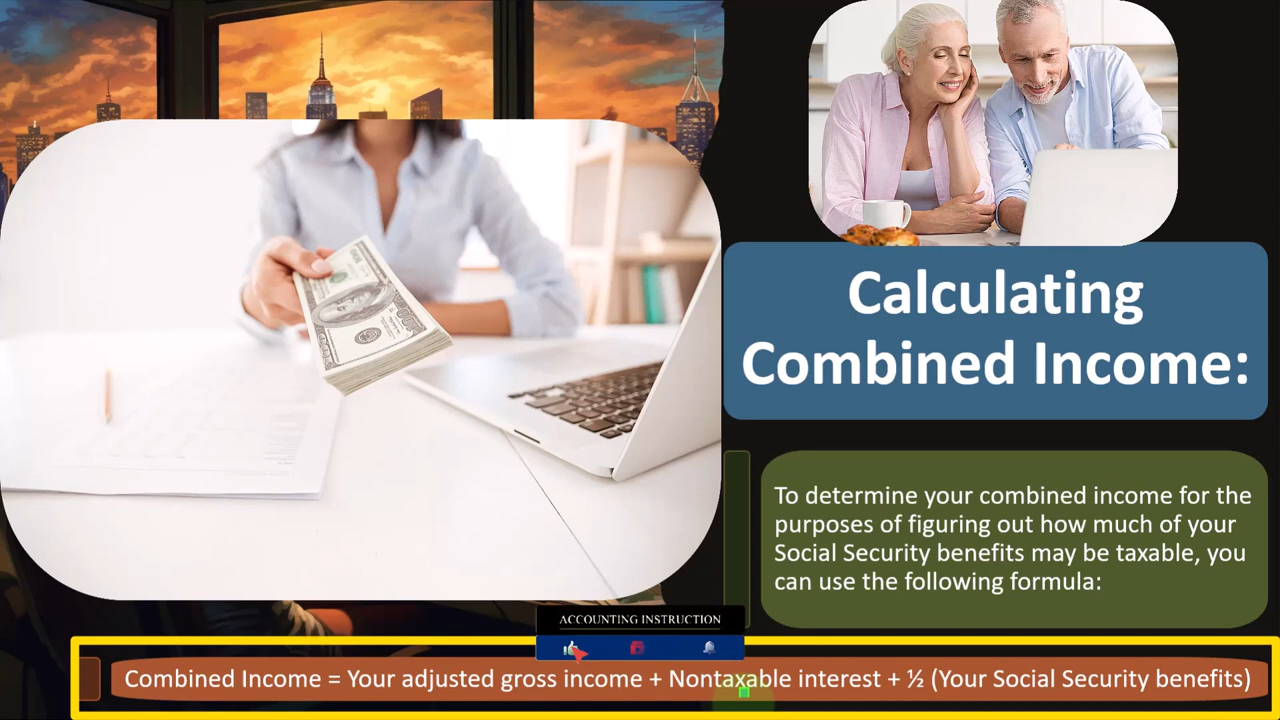 Calculating
Combined Income:
To determine your combined income for the
purposes of figuring out how much of your
Social Security benefits may be taxable, you
can use the following formula:
ACCOUNTING INSTRUCTION
Combined Income = Your adjusted gross income + Nontaxable interest + ½ (Your Social Security benefits)